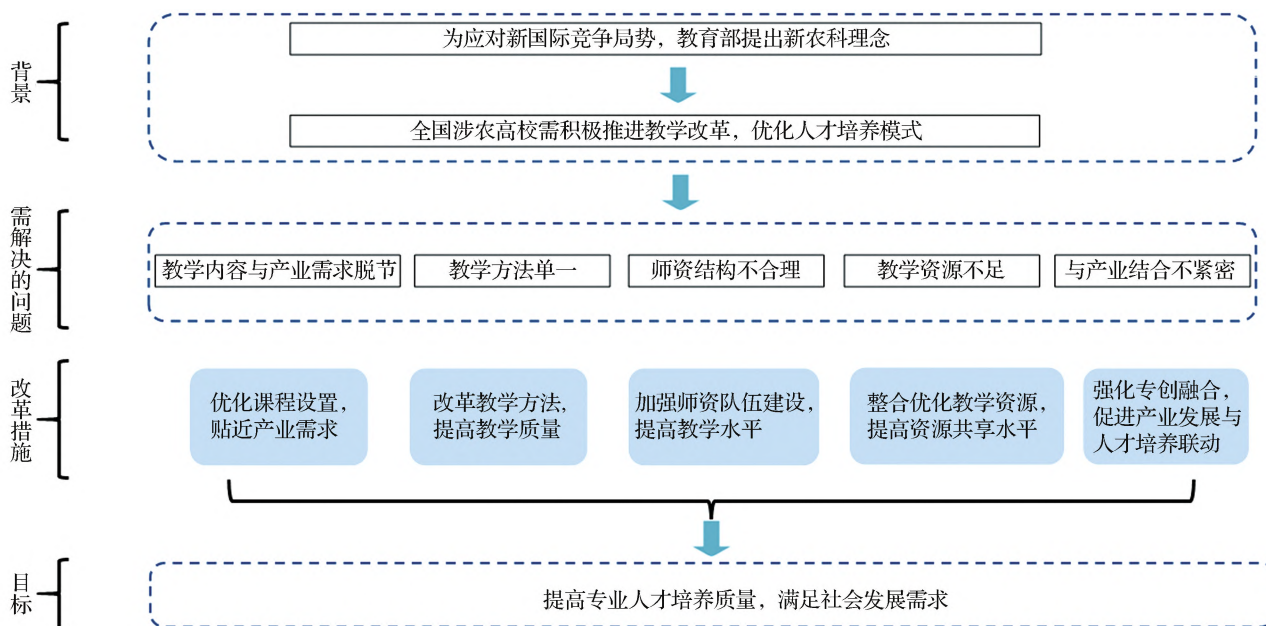 背景
为应对新国际竞争局势，教育部提出新农科理念
全国涉农高校需积极推进教学改革，优化人才培养模式
需解决的问题
教学内容与产业需求脱节
教学方法单一
师资结构不合理
教学资源不足
与产业结合不紧密
改革措施
优化课程设置，
贴近产业需求
改革教学方法，
提高教学质量
加强师资队伍建设，
提高教学水平
整合优化教学资源，
提高资源共享水平
强化专创融合，
促进产业发展与
人才培养联动
目标
提高专业人才培养质量，满足社会发展需求